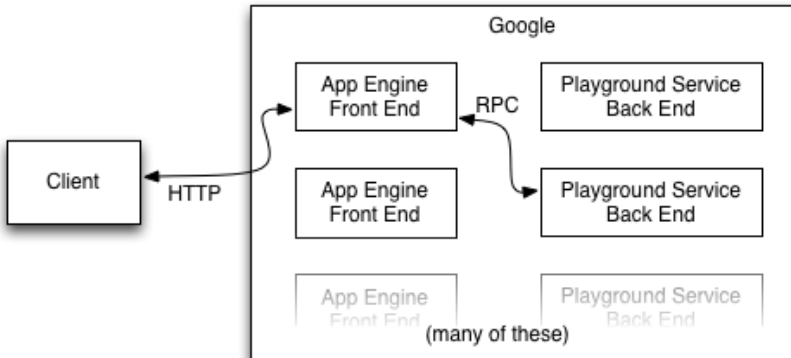 Google
App Engine
Front End
RPC
Playground Service
Back End
Client
HTTP
App Engine
Front End
Playground Service
Back End
App Engine
Front End
Playground Service
Back End
(many of these)